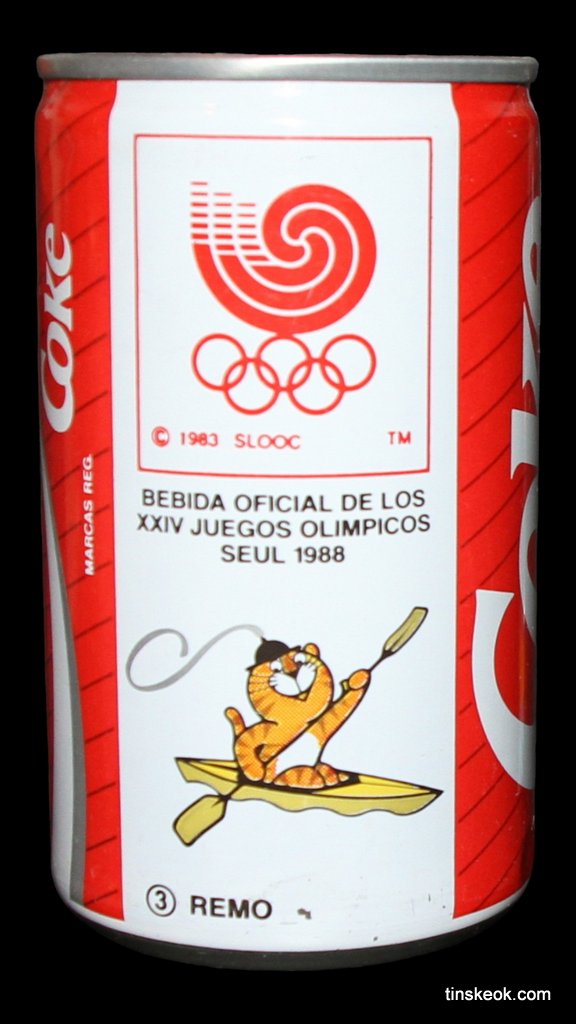 Coke
MARCAS REG.
© 1983 SLOOC
TM
BEBIDA OFICIAL DE LOS
XXIV JUEGOS OLIMPICOS
SEUL 1988
③ REMO
tinskeok.com